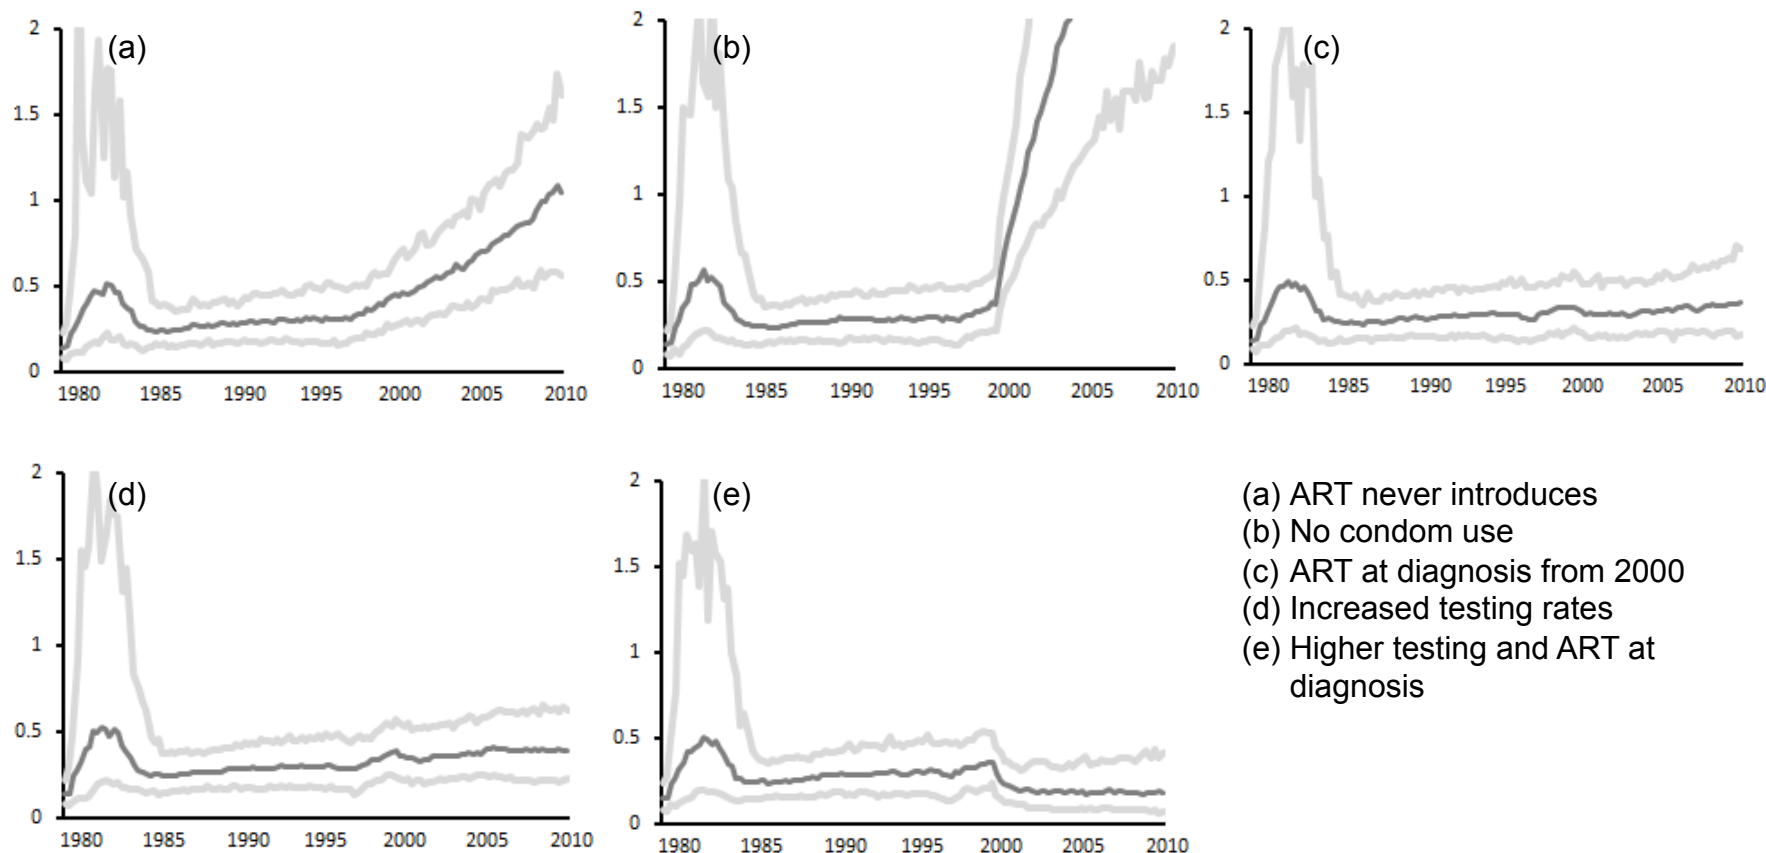 2
1.5
1
0.5
0
(a)
1980 1985 1990 1995 2000 2005 2010
2
1.5
1
0.5
0
(b)
1980 1985 1990 1995 2000 2005 2010
2
1.5
1
0.5
0
(c)
1980 1985 1990 1995 2000 2005 2010
2
1.5
1
0.5
0
(d)
1980 1985 1990 1995 2000 2005 2010
2
1.5
1
0.5
0
(e)
1980 1985 1990 1995 2000 2005 2010
(a) ART never introduces
(b) No condom use
(c) ART at diagnosis from 2000
(d) Increased testing rates
(e) Higher testing and ART at
diagnosis